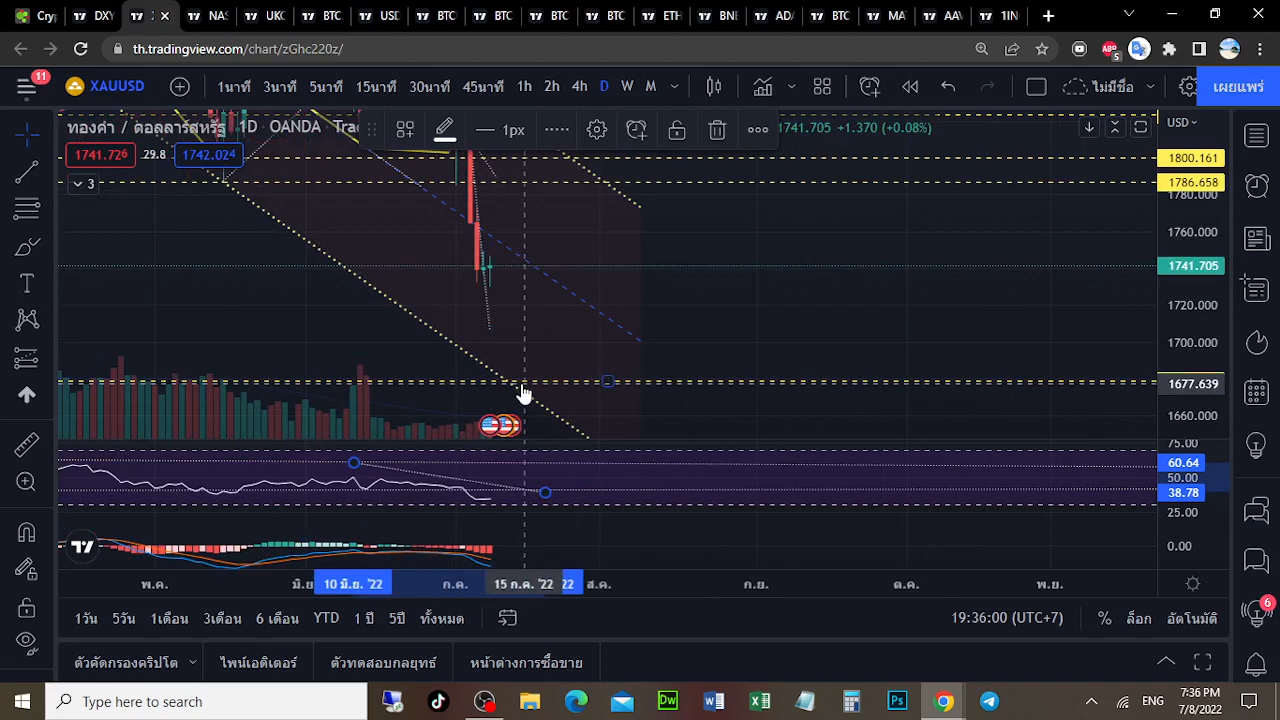 Cryp
DXY
NAS
UKC
BTC
USD
BTC
BTC
BTC
BTC
ETH
BNE
AD/
BTC
MA
AAV
1IN
th.tradingview.com/chart/zGhc220z/
5
11
XAUUSD
1นาที
3นาที
5นาที
15นาที
30นาที
45นาที
1h
2h
4h
D
W
M
ไม่มีชื่อ
เผยแพร่
ทองคำ / ดอลลาร์สหรัฐ
1D
OANDA
1px
1741.705 +1.370 (+0.08%)
USD
1741.726
29.8
1742.024
3
1800.161
1786.658
1780.000
1760.000
1741.705
1720.000
1700.000
1677.639
1660.000
75.00
60.64
50.00
38.78
25.00
0.00
พ.ค.
มิ.ย
10 มิ.ย. '22
ก.ค.
15 ก.ค. '22
22
ส.ค.
ก.ย.
ต.ค.
พ.ย.
1วัน
5วัน
1เดือน
3เดือน
6 เดือน
YTD
1 ปี
5ปี
ทั้งหมด
19:36:00 (UTC+7)
%
ล็อก
อัตโนมัติ
6
ตัวคัดกรองคริปโต
ไพน์เอดิเตอร์
ตัวทดสอบกลยุทธ์
หน้าต่างการซื้อขาย
Type here to search
Dw
Ps
ENG
7:36 PM
7/8/2022